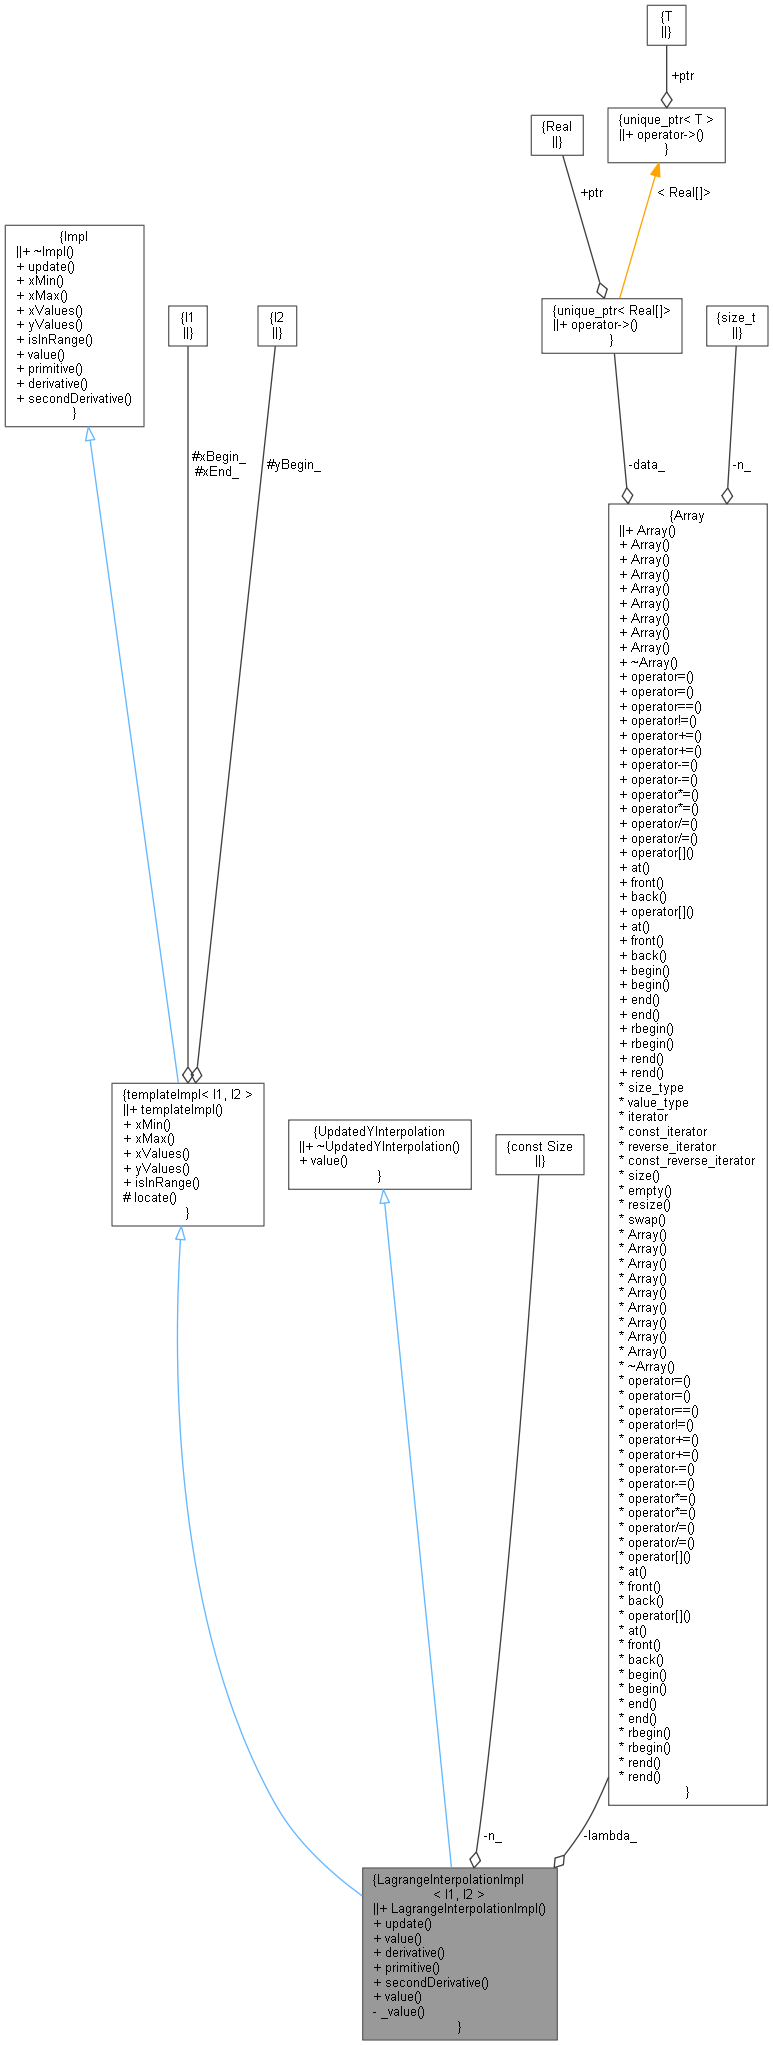 {T
||}
+ptr
{unique_ptr< T >
||+ operator->()
}
{Real
||}
+ptr
< Real[]>
{unique_ptr< Real[]>
||+ operator->()
}
{size_t
||}
{Impl
||+ ~Impl()
+ update()
+ xMin()
+ xMax()
+ xValues()
+ yValues()
+ isInRange()
+ value()
+ primitive()
+ derivative()
+ secondDerivative()
}
{I1
||}
{I2
||}
#xBegin_
#xEnd_
#yBegin_
-data_
-n_
{Array
||+ Array()
+ Array()
+ Array()
+ Array()
+ Array()
+ Array()
+ Array()
+ Array()
+ Array()
+ ~Array()
+ operator=()
+ operator=()
+ operator==()
+ operator!=()
+ operator+=()
+ operator+=()
+ operator-=()
+ operator-=()
+ operator*=()
+ operator*=()
+ operator/=()
+ operator/=()
+ operator[]()
+ at()
+ front()
+ back()
+ operator[]()
+ at()
+ front()
+ back()
+ begin()
+ begin()
+ end()
+ end()
+ rbegin()
+ rbegin()
+ rend()
+ rend()
* size_type
* value_type
* iterator
* const_iterator
* reverse_iterator
* const_reverse_iterator
* size()
* empty()
* resize()
* swap()
* Array()
* Array()
* Array()
* Array()
* Array()
* Array()
* Array()
* Array()
* Array()
* ~Array()
* operator=()
* operator=()
* operator==()
* operator!=()
* operator+=()
* operator+=()
* operator-=()
* operator-=()
* operator*=()
* operator*=()
* operator/=()
* operator/=()
* operator[]()
* at()
* front()
* back()
* operator[]()
* at()
* front()
* back()
* begin()
* begin()
* end()
* end()
* rbegin()
* rbegin()
* rend()
* rend()
}
{templateImpl< I1, I2 >
||+ templateImpl()
+ xMin()
+ xMax()
+ xValues()
+ yValues()
+ isInRange()
# locate()
}
{UpdatedYInterpolation
||+ ~UpdatedYInterpolation()
+ value()
}
{const Size
||}
-n_
-lambda_
{LagrangeInterpolationImpl
< I1, I2 >
||+ LagrangeInterpolationImpl()
+ update()
+ value()
+ derivative()
+ primitive()
+ secondDerivative()
+ value()
- _value()
}